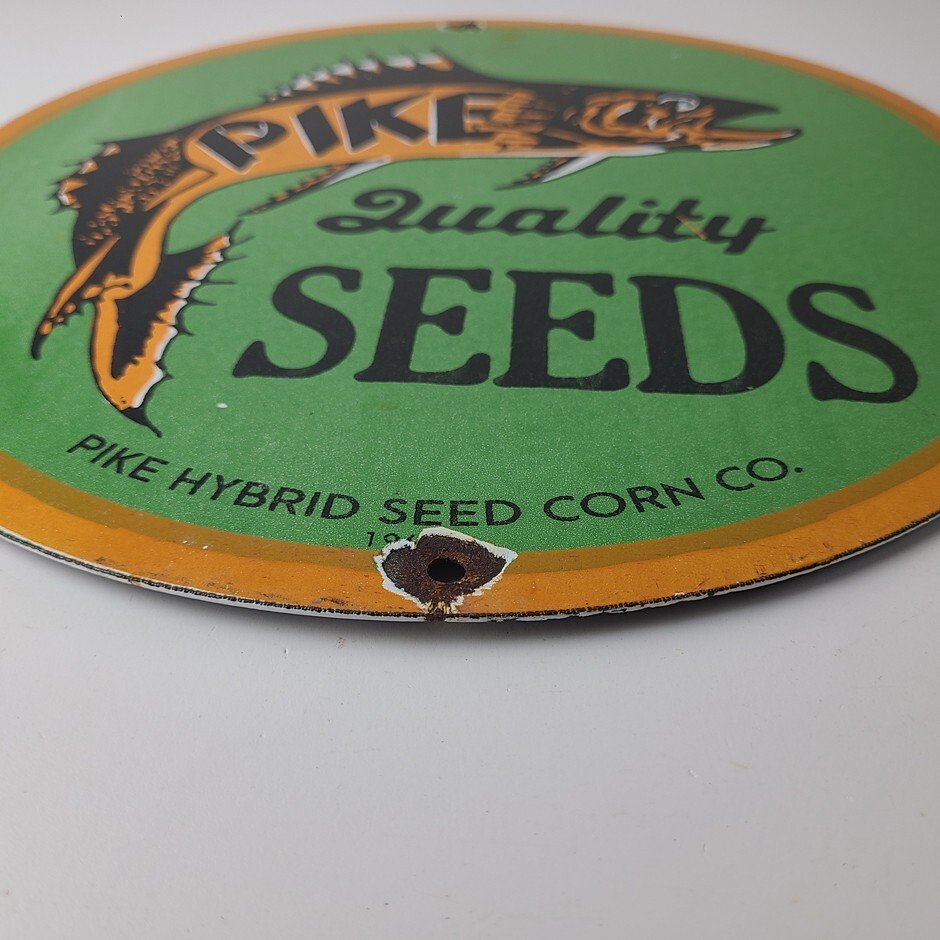 PIKE
Quality
SEEDS
PIKE HYBRID SEED CORN CO.